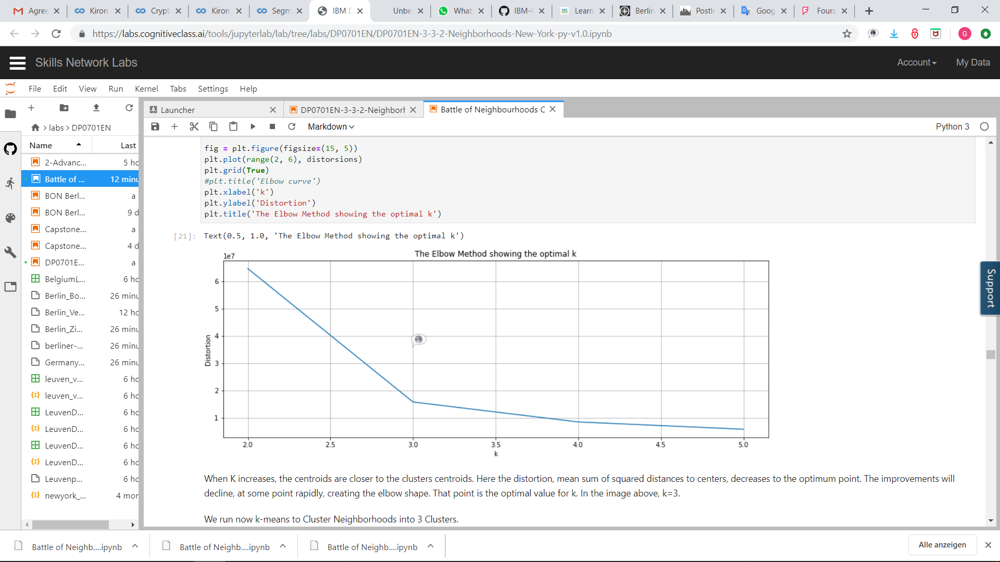 Agree
Kiron
Crypt
Kiron
Segm
IBM D
Unbe
What
IBM-C
Learn
Berlin
Postle
Goog
Fours
https://labs.cognitiveclass.ai/tools/jupyterlab/lab/tree/labs/DP0701EN/DP0701EN-3-3-2-Neighborhoods-New-York-py-v1.0.ipynb
G
Skills Network Labs
Account
My Data
File Edit View Run Kernel Tabs Settings Help
Launcher
DP0701EN-3-3-2-Neighborh
Battle of Neighbourhoods C
> labs > DP0701EN
Markdown
Python 3
Name Last
2-Advanc... 5 ho
Battle of ... 12 minu
BON Berl... a
BON Berl... 9 d
Capstone... a
Capstone... 4 d
DP0701E... a
BelgiumL... 6 ho
Berlin_Bo... 26 minu
Berlin_Ve... 12 ho
Berlin_Zi... 26 minu
berliner-... 26 minu
Germany... 26 minu
leuven_v... 6 ho
leuven_v... 6 ho
LeuvenD... 6 ho
LeuvenD... 6 ho
LeuvenD... 6 ho
LeuvenD... 6 ho
Leuvenp... 6 ho
newyork_... 4 mon
fig = plt.figure(figsize=(15, 5))
plt.plot(range(2, 6), distorsions)
plt.grid(True)
#plt.title('Elbow curve')
plt.xlabel('k')
plt.ylabel('Distortion')
plt.title('The Elbow Method showing the optimal k')
[21]: Text(0.5, 1.0, 'The Elbow Method showing the optimal k')
The Elbow Method showing the optimal k
1e7
6
5
4
3
2
1
Distortion
2.0 2.5 3.0 3.5 4.0 4.5 5.0
k
When K increases, the centroids are closer to the clusters centroids. Here the distortion, mean sum of squared distances to centers, decreases to the optimum point. The improvements will
decline, at some point rapidly, creating the elbow shape. That point is the optimal value for k. In the image above, k=3.
We run now k-means to Cluster Neighborhoods into 3 Clusters.
Support
Battle of Neighb....ipynb
Battle of Neighb....ipynb
Battle of Neighb....ipynb
Alle anzeigen